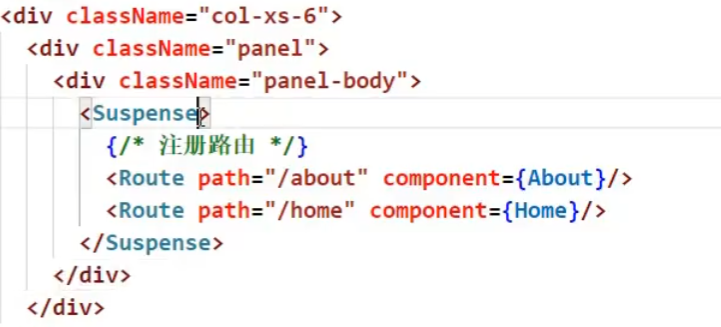 <div className="col-xs-6">
<div className="panel">
<div className="panel-body">
<Suspense>
{/* 注册路由 */}
<Route path="/about" component={About}/>
<Route path="/home" component={Home}/>
</Suspense>
</div>
</div>